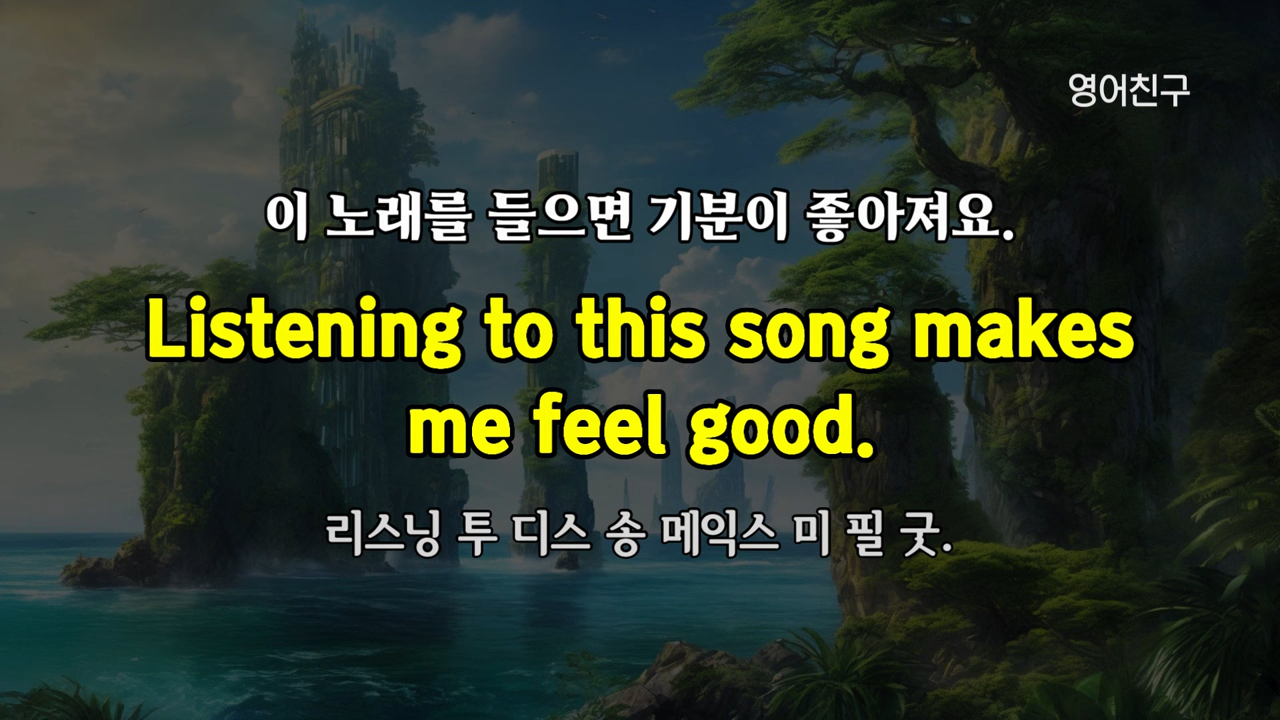 영어친구
이 노래를 들으면 기분이 좋아져요.
Listening to this song makes
me feel good.
리스닝 투 디스 송 메익스 미 필 굿.